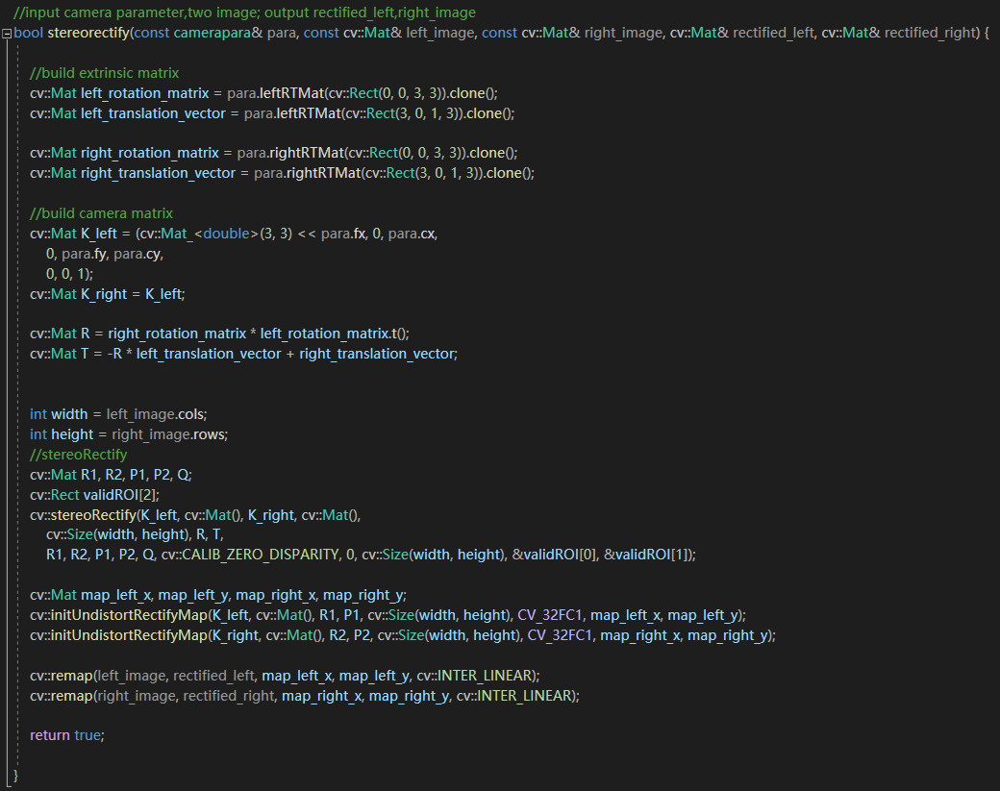 //input camera parameter,two image; output rectified_left,right_image
bool stereorectify(const camerapara& para, const cv::Mat& left_image, const cv::Mat& right_image, cv::Mat& rectified_left, cv::Mat& rectified_right) {
//build extrinsic matrix
cv::Mat left_rotation_matrix = para.leftRTMat(cv::Rect(0, 0, 3, 3)).clone();
cv::Mat left_translation_vector = para.leftRTMat(cv::Rect(3, 0, 1, 3)).clone();
cv::Mat right_rotation_matrix = para.rightRTMat(cv::Rect(0, 0, 3, 3)).clone();
cv::Mat right_translation_vector = para.rightRTMat(cv::Rect(3, 0, 1, 3)).clone();
//build camera matrix
cv::Mat K_left = (cv::Mat_<double>(3, 3) << para.fx, 0, para.cx,
0, para.fy, para.cy,
0, 0, 1);
cv::Mat K_right = K_left;
cv::Mat R = right_rotation_matrix * left_rotation_matrix.t();
cv::Mat T = -R * left_translation_vector + right_translation_vector;
int width = left_image.cols;
int height = right_image.rows;
//stereoRectify
cv::Mat R1, R2, P1, P2, Q;
cv::Rect validROI[2];
cv::stereoRectify(K_left, cv::Mat(), K_right, cv::Mat(),
cv::Size(width, height), R, T,
R1, R2, P1, P2, Q, cv::CALIB_ZERO_DISPARITY, 0, cv::Size(width, height), &validROI[0], &validROI[1]);
cv::Mat map_left_x, map_left_y, map_right_x, map_right_y;
cv::initUndistortRectifyMap(K_left, cv::Mat(), R1, P1, cv::Size(width, height), CV_32FC1, map_left_x, map_left_y);
cv::initUndistortRectifyMap(K_right, cv::Mat(), R2, P2, cv::Size(width, height), CV_32FC1, map_right_x, map_right_y);
cv::remap(left_image, rectified_left, map_left_x, map_left_y, cv::INTER_LINEAR);
cv::remap(right_image, rectified_right, map_right_x, map_right_y, cv::INTER_LINEAR);
return true;
}